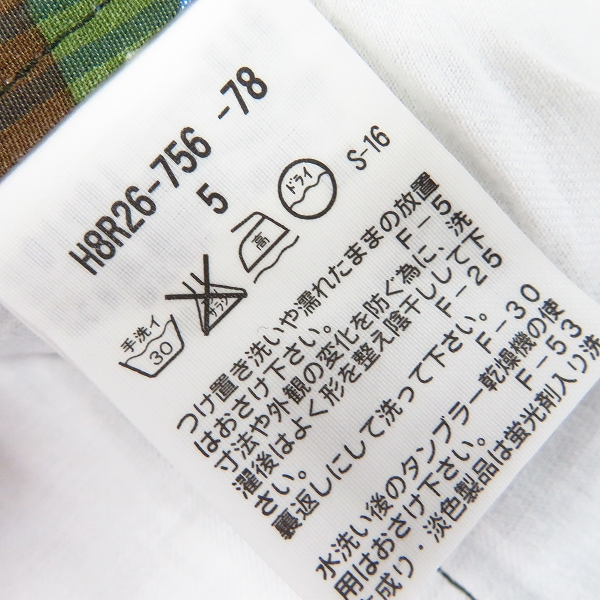 H8R26-756 -78
5
手洗イ
30
サラシ
高
ドライ
S-16
つけ置き洗いや濡れたままの放置
はおさけ下さい。 F-5
寸法や外観の変化を防ぐ為に、洗
濯後はよく形を整え陰干しして下
さい。 F-25
裏返しにして洗って下さい。
F-30
水洗い後のタンブラー乾燥機の使
用はおさけ下さい。 F-53
生成り・淡色製品は蛍光剤入り洗